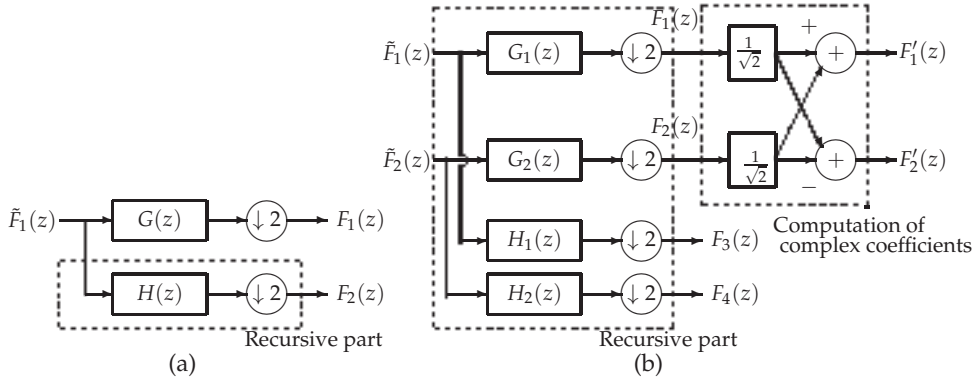 F̃₁(z)
G(z)
↓ 2
F₁(z)
H(z)
↓ 2
F₂(z)
Recursive part
(a)
F̃₁(z)
G₁(z)
↓ 2
F₁(z)
1/√2
+
+
F′₁(z)
F̃₂(z)
G₂(z)
↓ 2
F₂(z)
1/√2
−
+
F′₂(z)
Computation of
complex coefficients
H₁(z)
↓ 2
F₃(z)
H₂(z)
↓ 2
F₄(z)
Recursive part
(b)